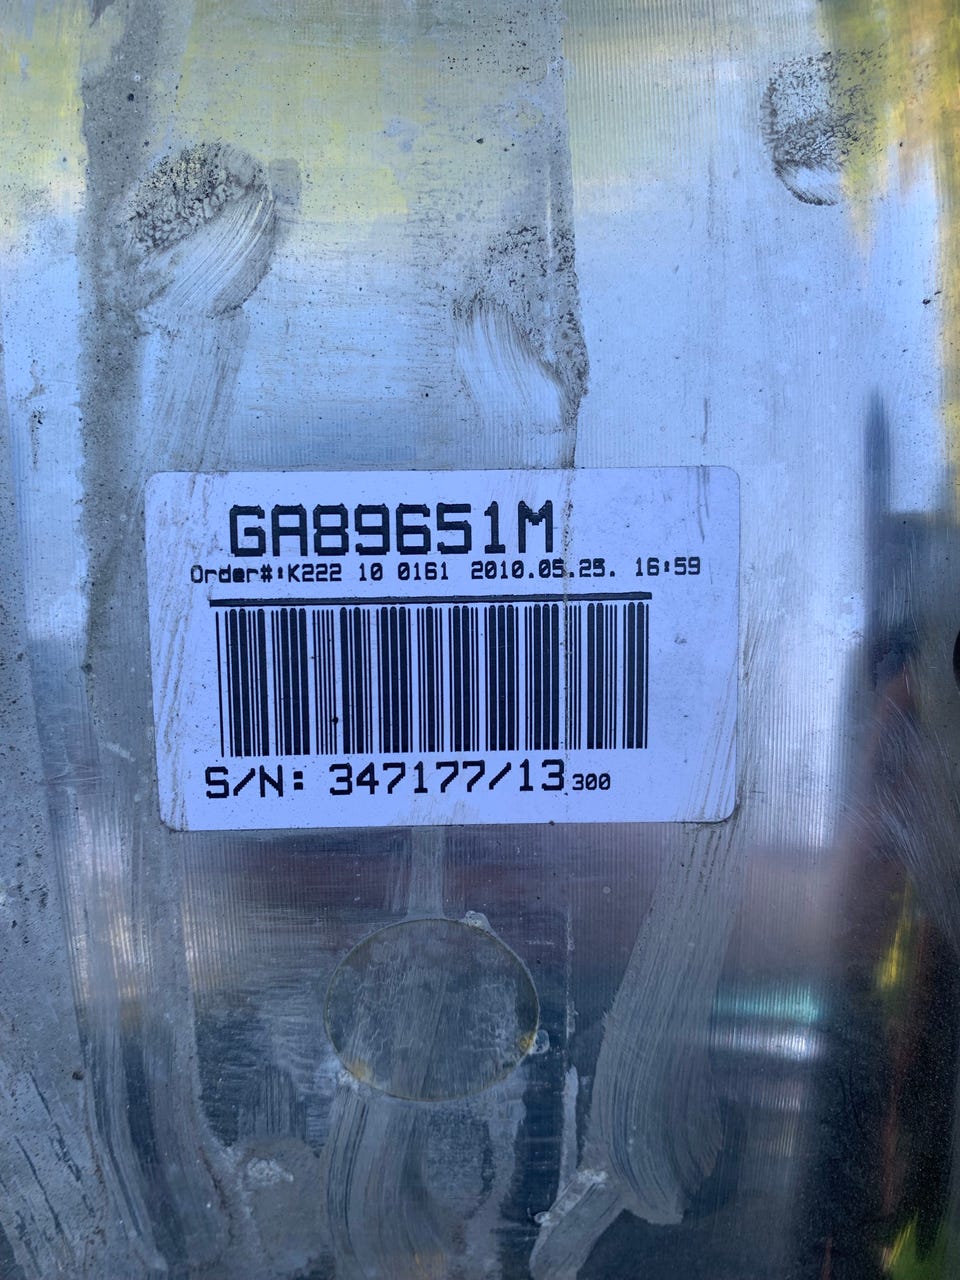 GA89651M
Order#:K222 10 0161 2010.05.25. 16:59
S/N: 347177/13 300